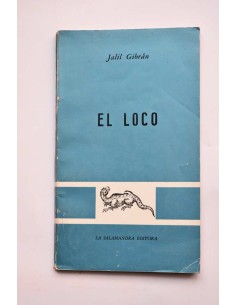 Jalil Gibrán
EL LOCO
LA SALAMANDRA EDITORA